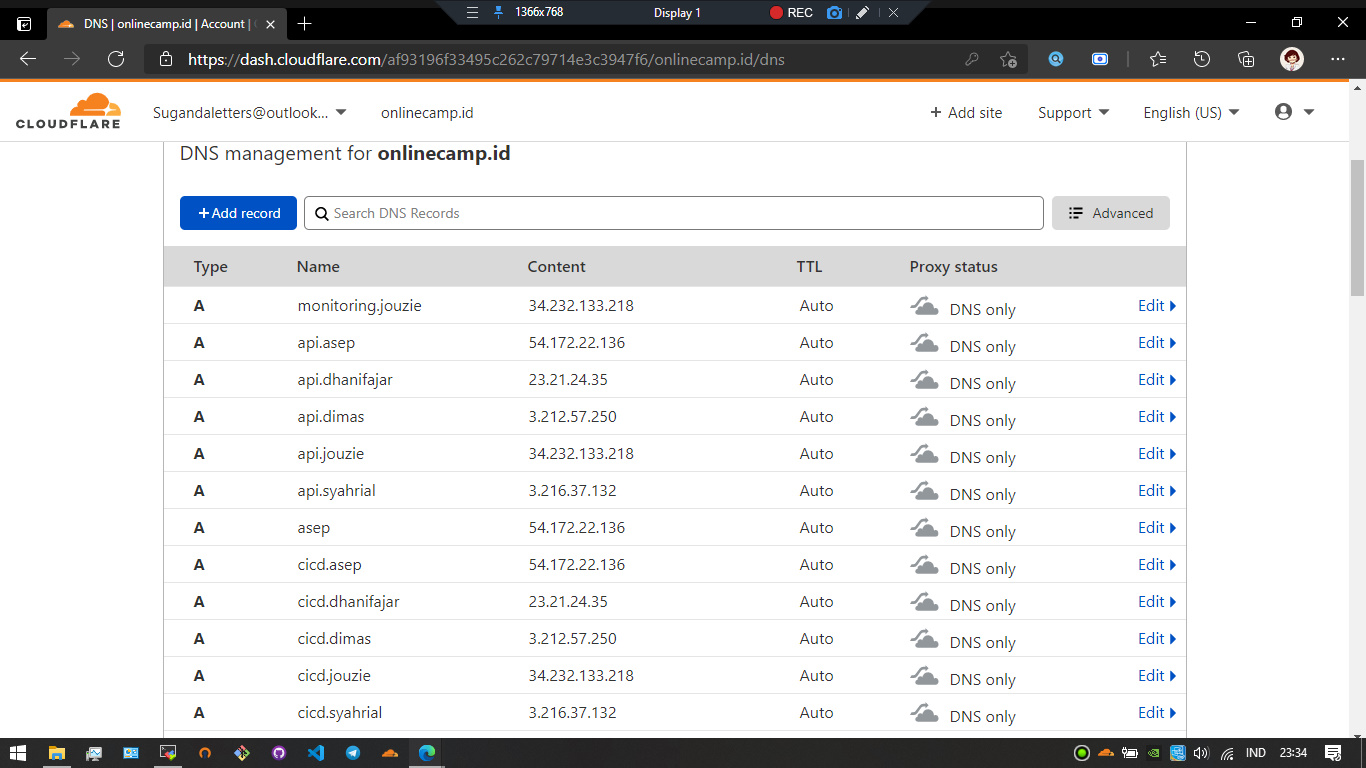 1366x768 Display 1 REC
DNS | onlinecamp.id | Account |
https://dash.cloudflare.com/af93196f33495c262c79714e3c3947f6/onlinecamp.id/dns
CLOUDFLARE Sugandaletters@outlook... onlinecamp.id + Add site Support English (US)
DNS management for onlinecamp.id
+Add record Search DNS Records Advanced
Type Name Content TTL Proxy status
A monitoring.jouzie 34.232.133.218 Auto DNS only Edit
A api.asep 54.172.22.136 Auto DNS only Edit
A api.dhanifajar 23.21.24.35 Auto DNS only Edit
A api.dimas 3.212.57.250 Auto DNS only Edit
A api.jouzie 34.232.133.218 Auto DNS only Edit
A api.syahrial 3.216.37.132 Auto DNS only Edit
A asep 54.172.22.136 Auto DNS only Edit
A cicd.asep 54.172.22.136 Auto DNS only Edit
A cicd.dhanifajar 23.21.24.35 Auto DNS only Edit
A cicd.dimas 3.212.57.250 Auto DNS only Edit
A cicd.jouzie 34.232.133.218 Auto DNS only Edit
A cicd.syahrial 3.216.37.132 Auto DNS only Edit
IND 23:34